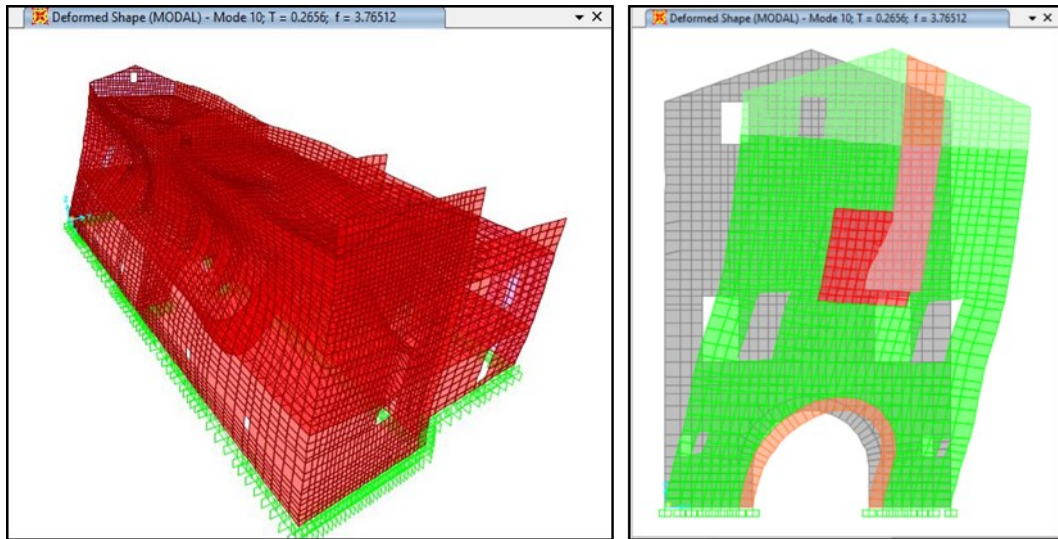 Deformed Shape (MODAL) - Mode 10; T = 0.2656; f = 3.76512
Deformed Shape (MODAL) - Mode 10; T = 0.2656; f = 3.76512